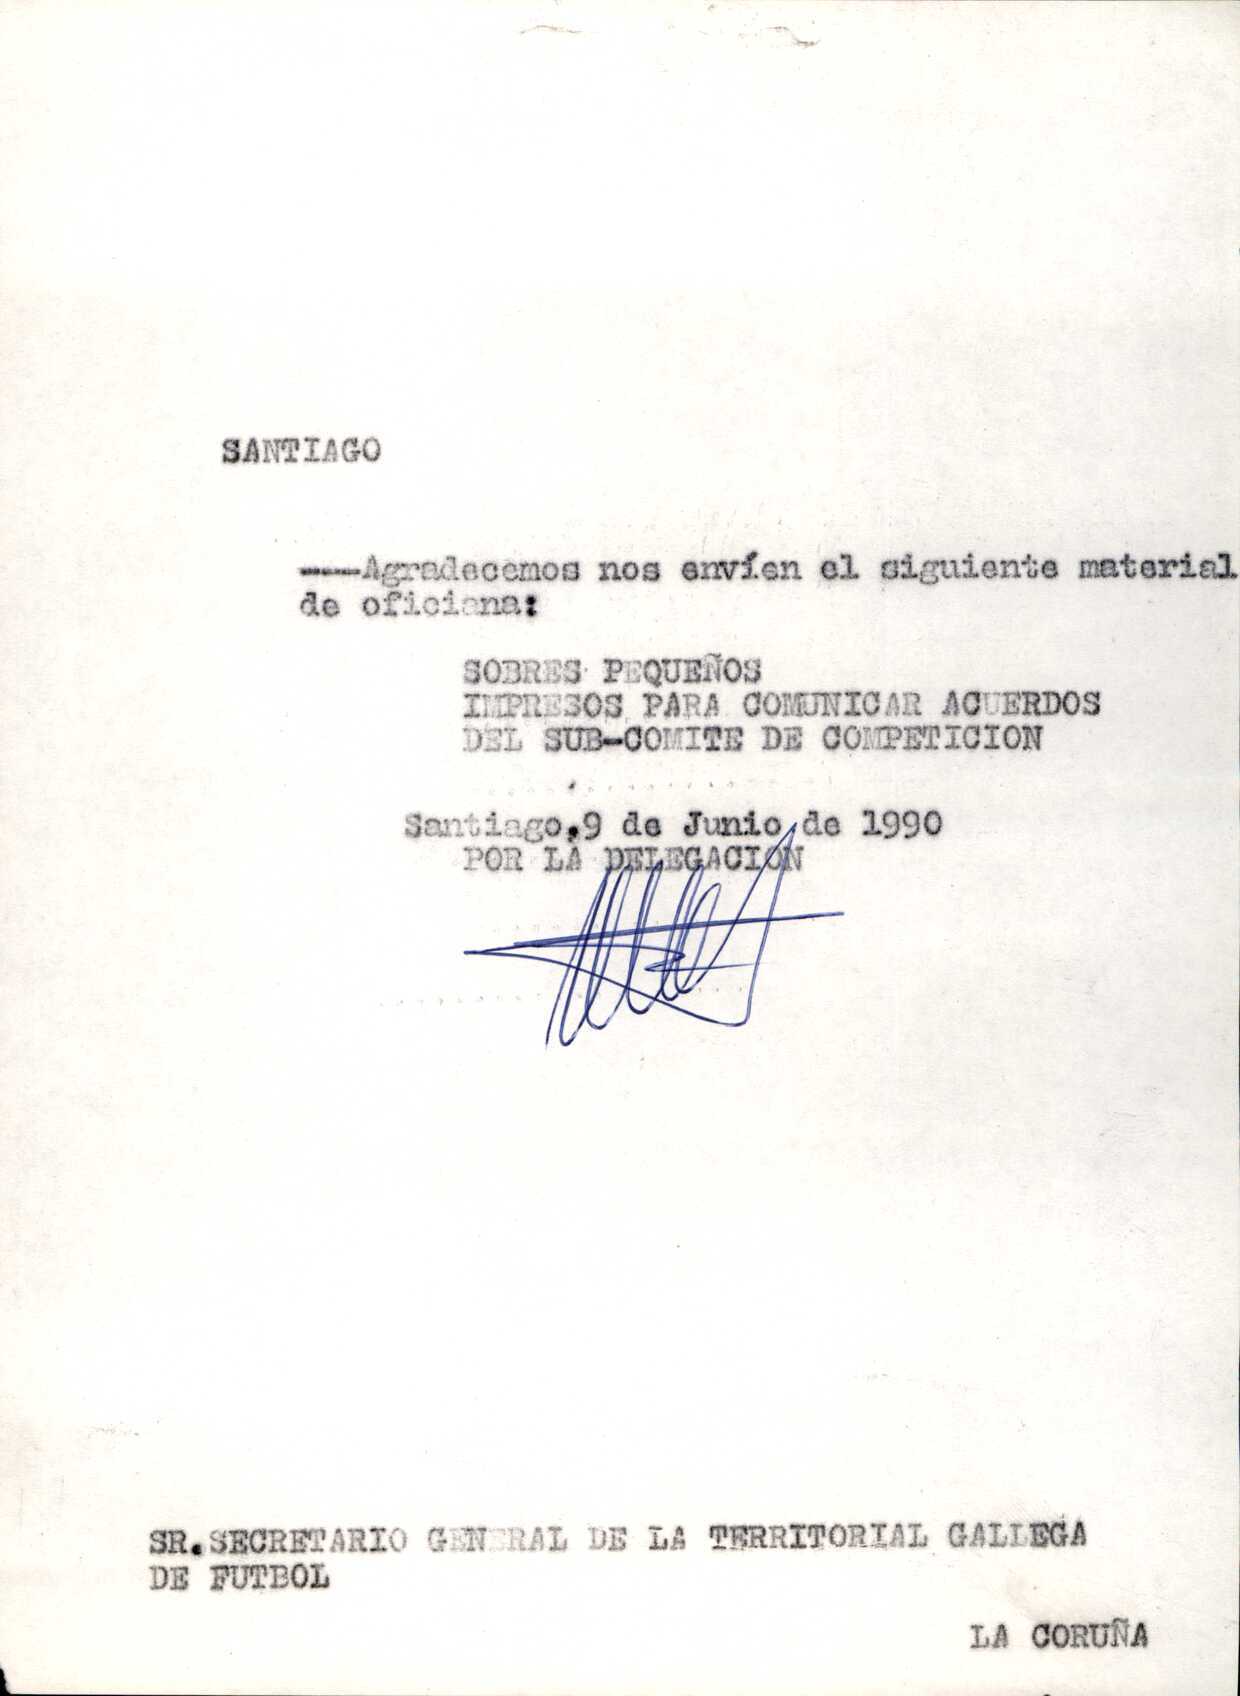 SANTIAGO
----Agradecemos nos envíen el siguiente material
de oficiana:
SOBRES PEQUEÑOS
IMPRESOS PARA COMUNICAR ACUERDOS
DEL SUB-COMITE DE COMPETICION
Santiago,9 de Junio de 1990
POR LA DELEGACION
SR.SECRETARIO GENERAL DE LA TERRITORIAL GALLEGA
DE FUTBOL
LA CORUÑA